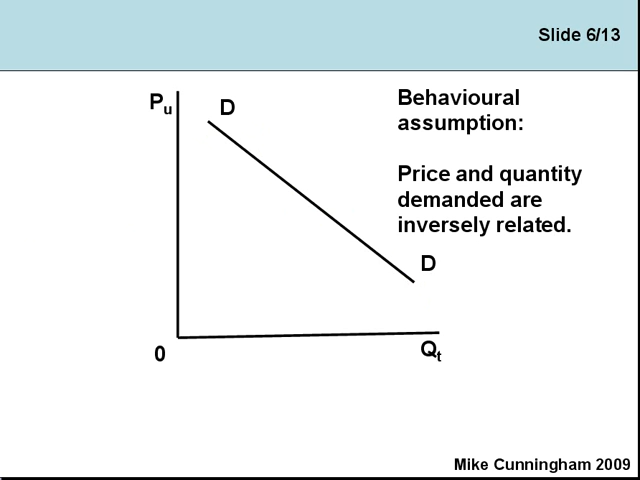 Slide 6/13
Pu
D
Behavioural
assumption:
Price and quantity
demanded are
inversely related.
D
0
Qt
Mike Cunningham 2009